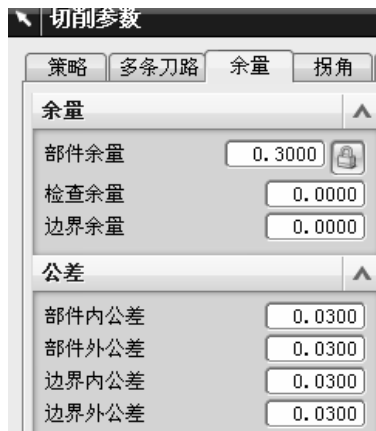 切削参数
策略 多条刀路 余量 拐角
余量
部件余量 0.3000
检查余量 0.0000
边界余量 0.0000
公差
部件内公差 0.0300
部件外公差 0.0300
边界内公差 0.0300
边界外公差 0.0300